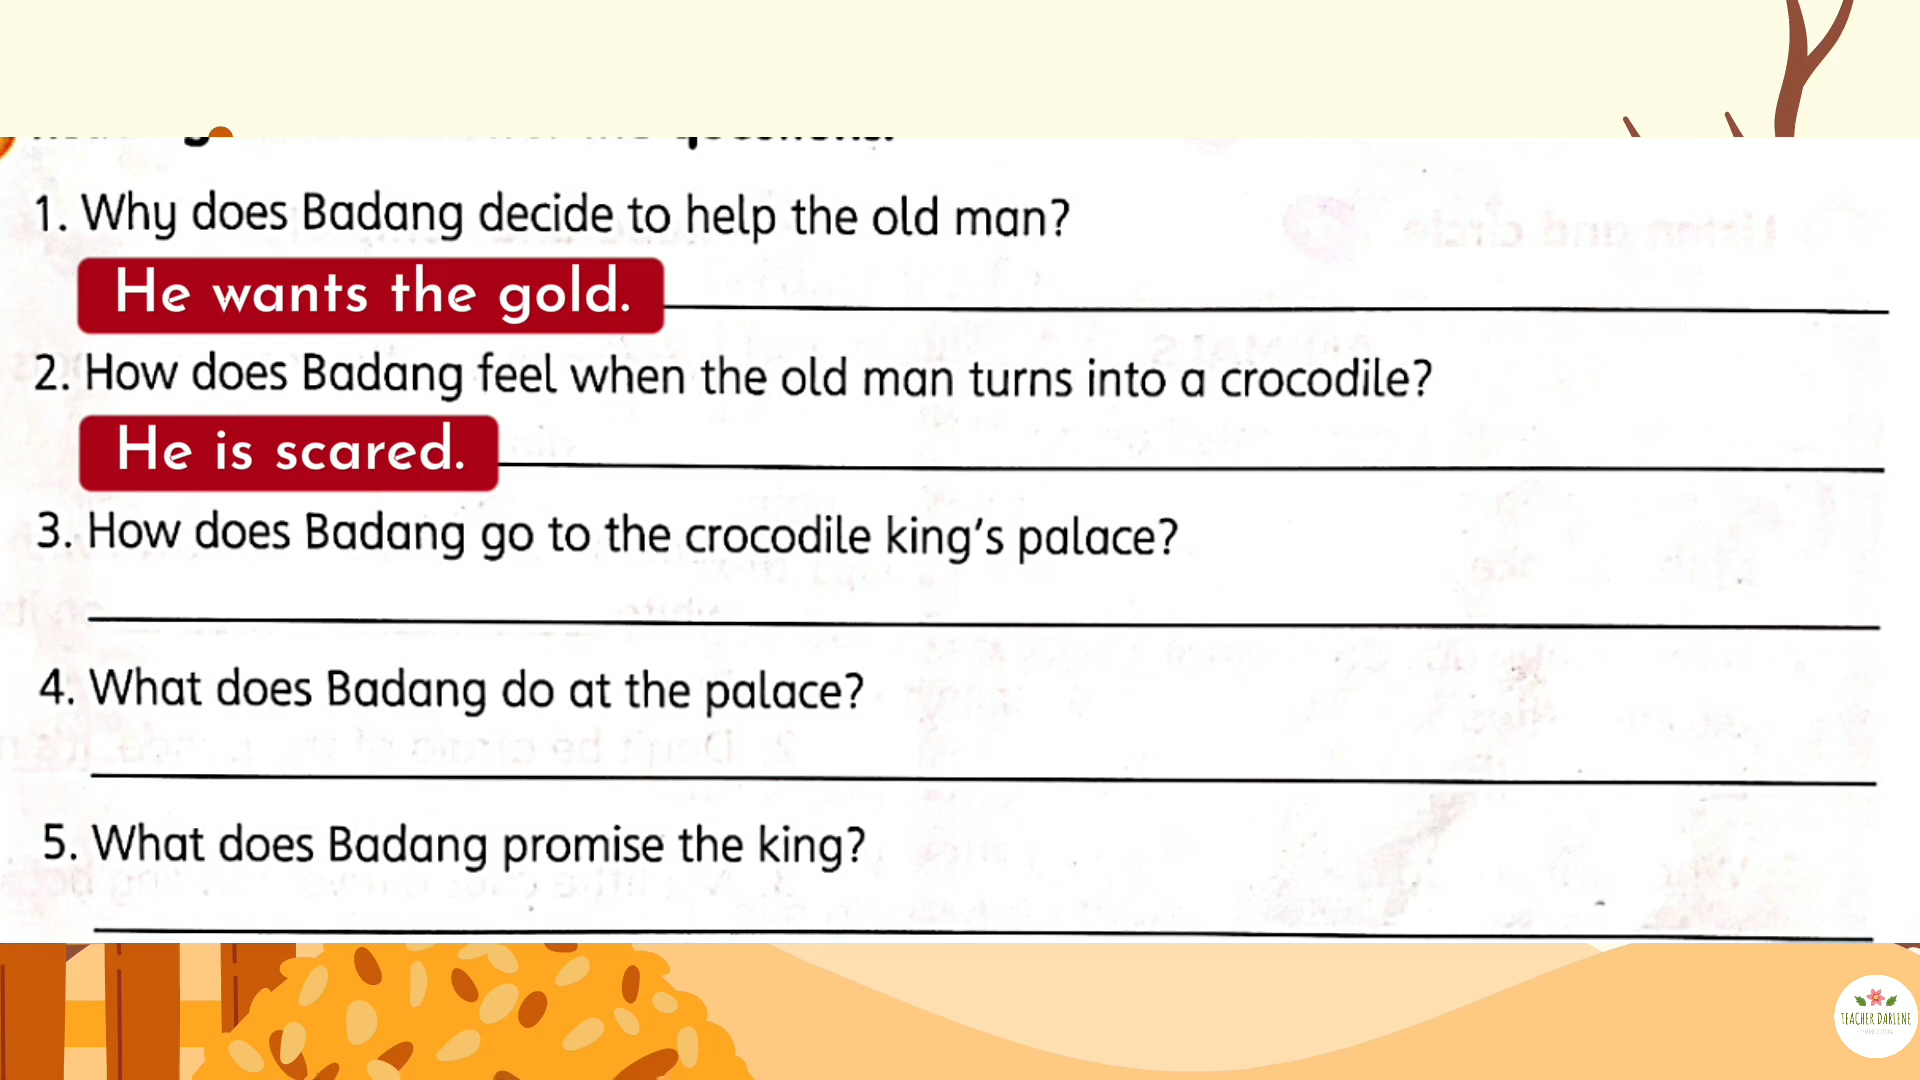 1. Why does Badang decide to help the old man?
He wants the gold.
2. How does Badang feel when the old man turns into a crocodile?
He is scared.
3. How does Badang go to the crocodile king's palace?
4. What does Badang do at the palace?
5. What does Badang promise the king?
TEACHER DARLENE